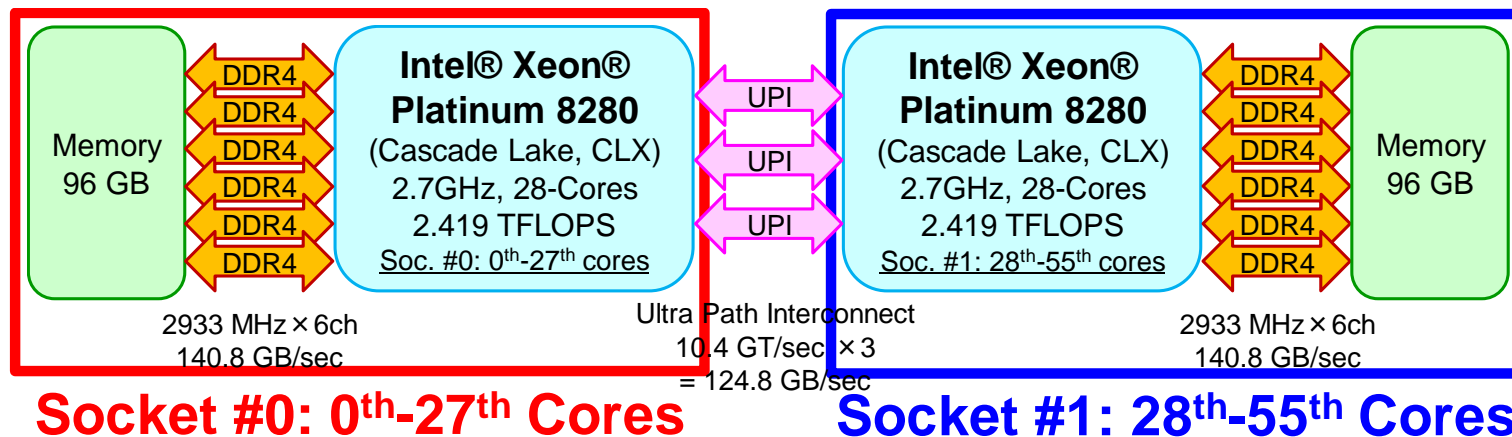 Memory
96 GB
DDR4
DDR4
DDR4
DDR4
DDR4
DDR4
Intel® Xeon®
Platinum 8280
(Cascade Lake, CLX)
2.7GHz, 28-Cores
2.419 TFLOPS
Soc. #0: 0th-27th cores
UPI
UPI
UPI
Intel® Xeon®
Platinum 8280
(Cascade Lake, CLX)
2.7GHz, 28-Cores
2.419 TFLOPS
Soc. #1: 28th-55th cores
DDR4
DDR4
DDR4
DDR4
DDR4
DDR4
Memory
96 GB
2933 MHz×6ch
140.8 GB/sec
Ultra Path Interconnect
10.4 GT/sec ×3
= 124.8 GB/sec
2933 MHz×6ch
140.8 GB/sec
Socket #0: 0th-27th Cores
Socket #1: 28th-55th Cores